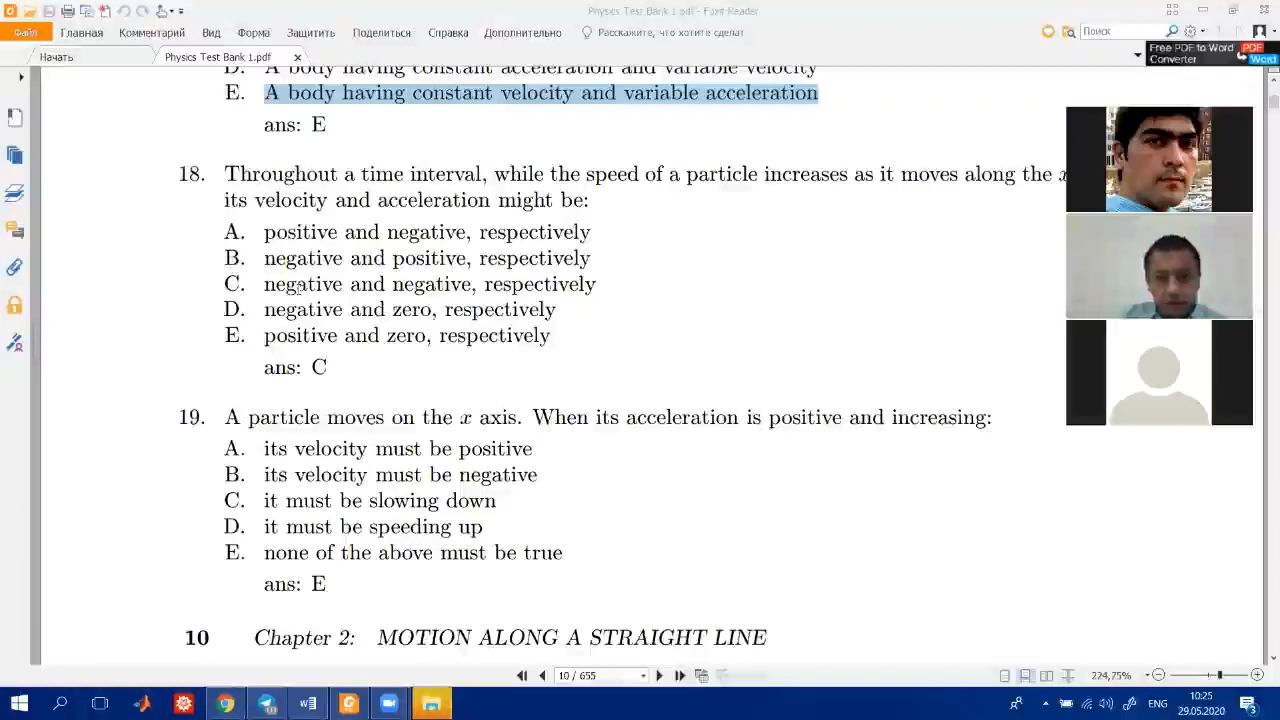 Physics Test Bank 1.pdf - Foxit Reader
Файл Главная Комментарий Вид Форма Защитить Поделиться Справка Дополнительно Расскажите, что хотите сделать Поиск
Начать Physics Test Bank 1.pdf
Free PDF to Word Converter PDF Word
D. A body having constant acceleration and variable velocity
E. A body having constant velocity and variable acceleration
ans: E
18. Throughout a time interval, while the speed of a particle increases as it moves along the x
its velocity and acceleration might be:
A. positive and negative, respectively
B. negative and positive, respectively
C. negative and negative, respectively
D. negative and zero, respectively
E. positive and zero, respectively
ans: C
19. A particle moves on the x axis. When its acceleration is positive and increasing:
A. its velocity must be positive
B. its velocity must be negative
C. it must be slowing down
D. it must be speeding up
E. none of the above must be true
ans: E
10 Chapter 2: MOTION ALONG A STRAIGHT LINE
10 / 655
224,75%
ENG
10:25
29.05.2020
3